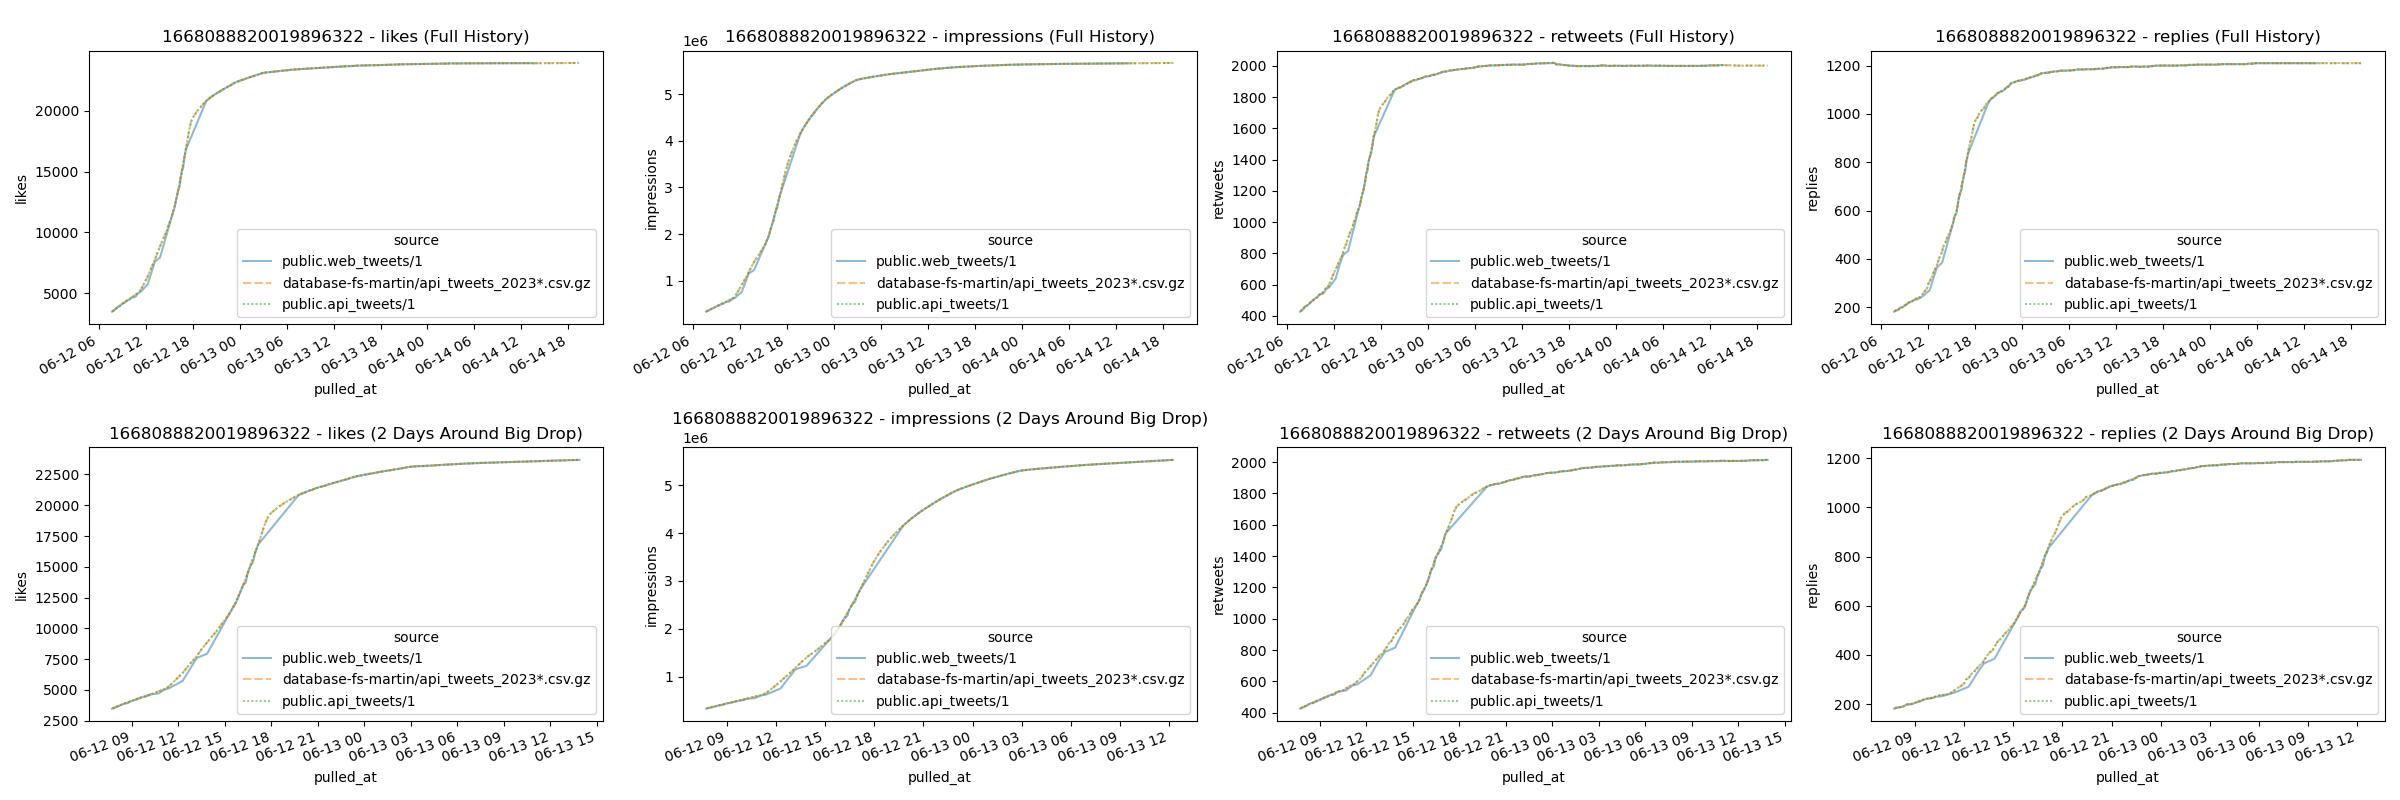 1668088820019896322 - likes (Full History)
likes
20000
15000
10000
5000
source
public.web_tweets/1
database-fs-martin/api_tweets_2023*.csv.gz
public.api_tweets/1
06-12 06
06-12 12
06-12 18
06-13 00
06-13 06
06-13 12
06-13 18
06-14 00
06-14 06
06-14 12
06-14 18
pulled_at
1668088820019896322 - impressions (Full History)
1e6
impressions
5
4
3
2
1
source
public.web_tweets/1
database-fs-martin/api_tweets_2023*.csv.gz
public.api_tweets/1
06-12 06
06-12 12
06-12 18
06-13 00
06-13 06
06-13 12
06-13 18
06-14 00
06-14 06
06-14 12
06-14 18
pulled_at
1668088820019896322 - retweets (Full History)
retweets
2000
1800
1600
1400
1200
1000
800
600
400
source
public.web_tweets/1
database-fs-martin/api_tweets_2023*.csv.gz
public.api_tweets/1
06-12 06
06-12 12
06-12 18
06-13 00
06-13 06
06-13 12
06-13 18
06-14 00
06-14 06
06-14 12
06-14 18
pulled_at
1668088820019896322 - replies (Full History)
replies
1200
1000
800
600
400
200
source
public.web_tweets/1
database-fs-martin/api_tweets_2023*.csv.gz
public.api_tweets/1
06-12 06
06-12 12
06-12 18
06-13 00
06-13 06
06-13 12
06-13 18
06-14 00
06-14 06
06-14 12
06-14 18
pulled_at
1668088820019896322 - likes (2 Days Around Big Drop)
likes
22500
20000
17500
15000
12500
10000
7500
5000
2500
source
public.web_tweets/1
database-fs-martin/api_tweets_2023*.csv.gz
public.api_tweets/1
06-12 09
06-12 12
06-12 15
06-12 18
06-12 21
06-13 00
06-13 03
06-13 06
06-13 09
06-13 12
06-13 15
pulled_at
1668088820019896322 - impressions (2 Days Around Big Drop)
1e6
impressions
5
4
3
2
1
source
public.web_tweets/1
database-fs-martin/api_tweets_2023*.csv.gz
public.api_tweets/1
06-12 09
06-12 12
06-12 15
06-12 18
06-12 21
06-13 00
06-13 03
06-13 06
06-13 09
06-13 12
pulled_at
1668088820019896322 - retweets (2 Days Around Big Drop)
retweets
2000
1800
1600
1400
1200
1000
800
600
400
source
public.web_tweets/1
database-fs-martin/api_tweets_2023*.csv.gz
public.api_tweets/1
06-12 09
06-12 12
06-12 15
06-12 18
06-12 21
06-13 00
06-13 03
06-13 06
06-13 09
06-13 12
06-13 15
pulled_at
1668088820019896322 - replies (2 Days Around Big Drop)
replies
1200
1000
800
600
400
200
source
public.web_tweets/1
database-fs-martin/api_tweets_2023*.csv.gz
public.api_tweets/1
06-12 09
06-12 12
06-12 15
06-12 18
06-12 21
06-13 00
06-13 03
06-13 06
06-13 09
06-13 12
pulled_at